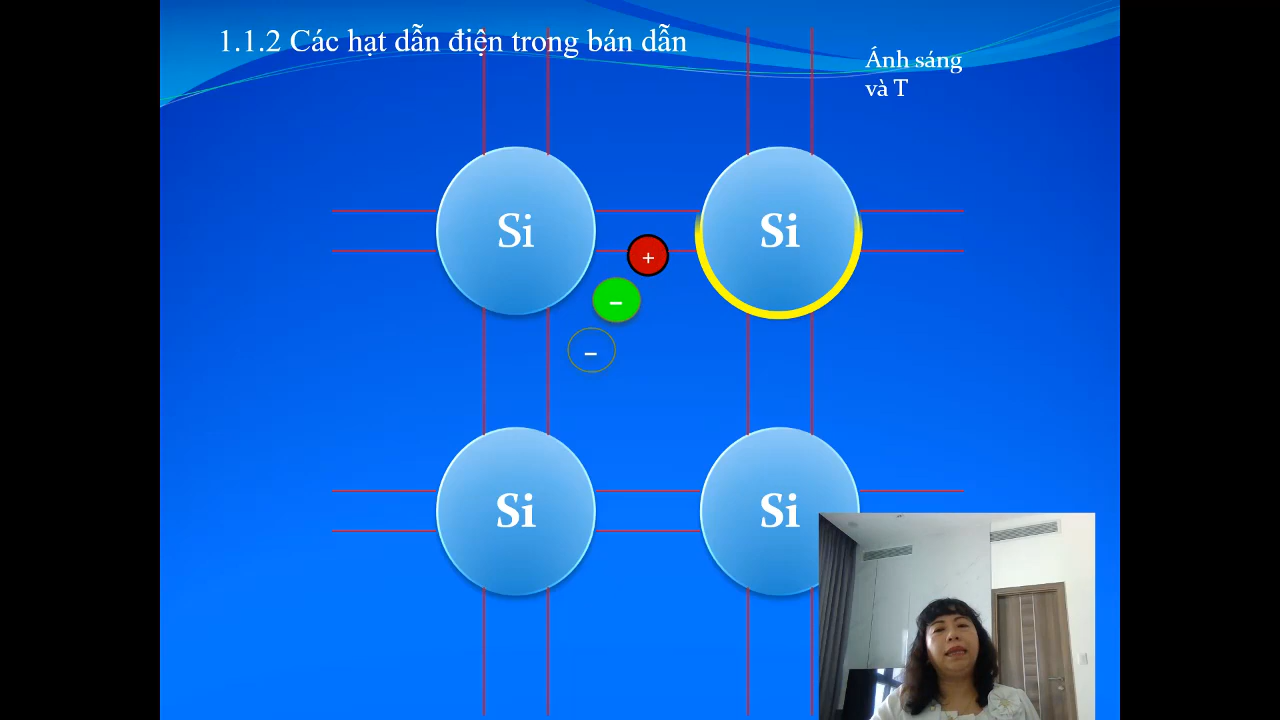 1.1.2 Các hạt dẫn điện trong bán dẫn
Ánh sáng
và T
Si
Si
+
–
–
Si
Si